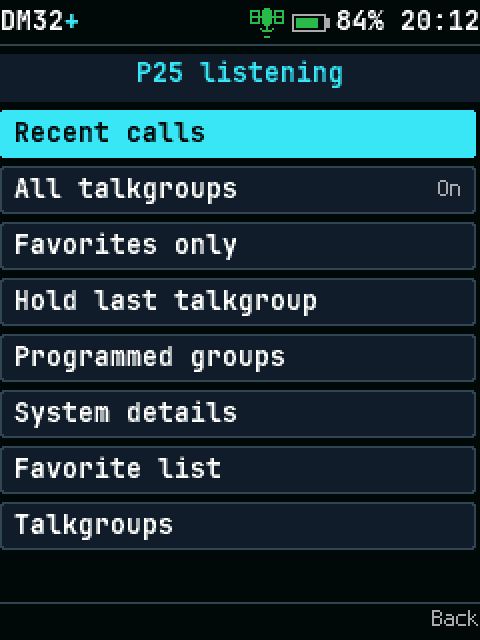 DM32+ 84% 20:12
P25 listening
Recent calls
All talkgroups On
Favorites only
Hold last talkgroup
Programmed groups
System details
Favorite list
Talkgroups
Back